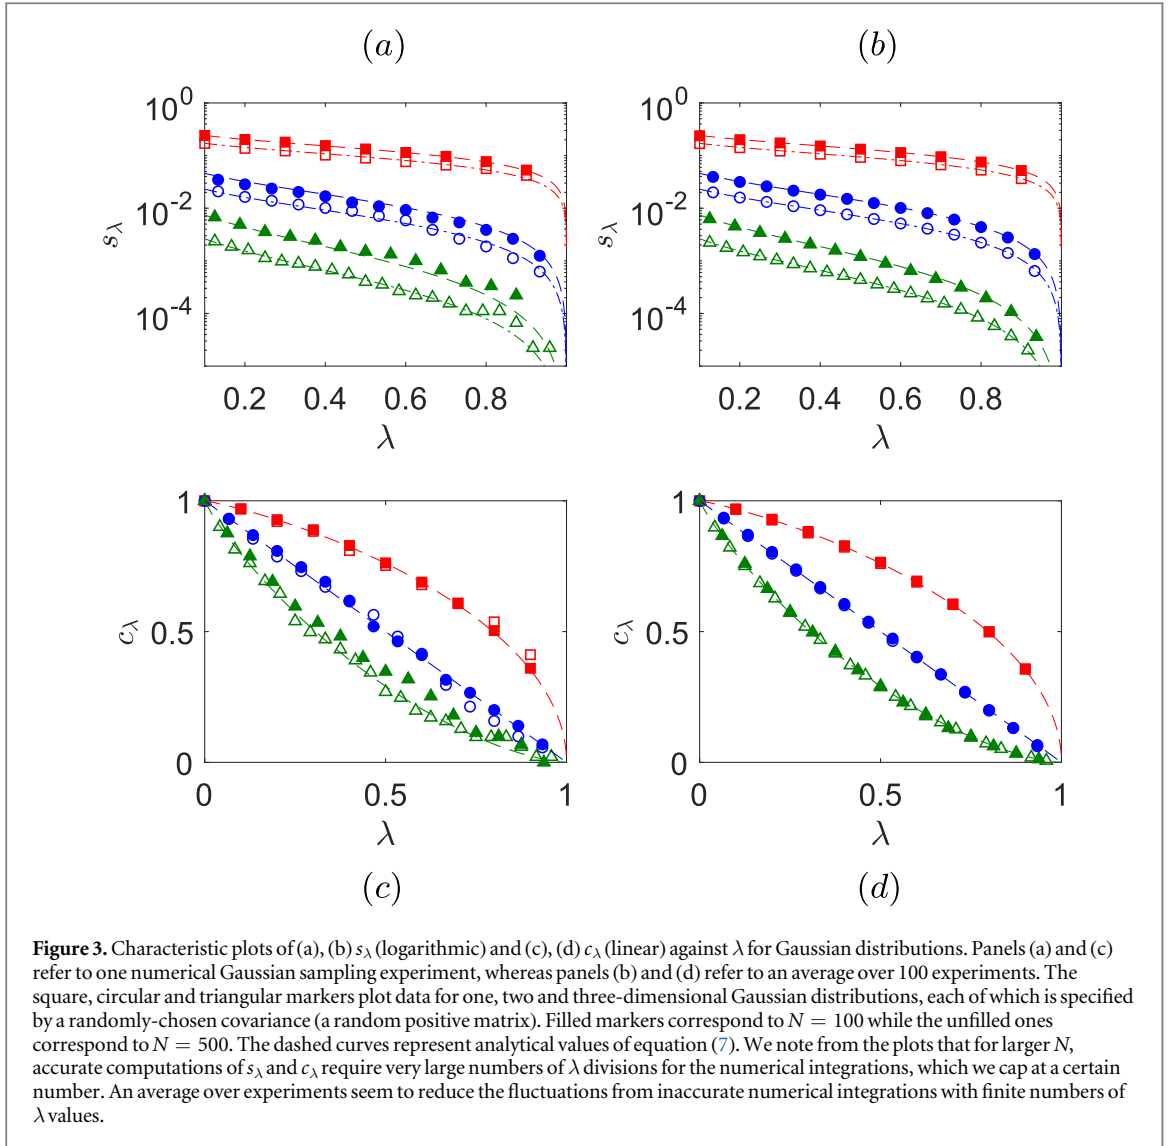 (a)
(b)
10^0
10^-2
10^-4
s_λ
0.2 0.4 0.6 0.8
λ
10^0
10^-2
10^-4
s_λ
0.2 0.4 0.6 0.8
λ
1
0.5
0
c_λ
0 0.5 1
λ
1
0.5
0
c_λ
0 0.5 1
λ
(c)
(d)
Figure 3. Characteristic plots of (a), (b) s_λ (logarithmic) and (c), (d) c_λ (linear) against λ for Gaussian distributions. Panels (a) and (c)
refer to one numerical Gaussian sampling experiment, whereas panels (b) and (d) refer to an average over 100 experiments. The
square, circular and triangular markers plot data for one, two and three-dimensional Gaussian distributions, each of which is specified
by a randomly-chosen covariance (a random positive matrix). Filled markers correspond to N = 100 while the unfilled ones
correspond to N = 500. The dashed curves represent analytical values of equation (7). We note from the plots that for larger N,
accurate computations of s_λ and c_λ require very large numbers of λ divisions for the numerical integrations, which we cap at a certain
number. An average over experiments seem to reduce the fluctuations from inaccurate numerical integrations with finite numbers of
λ values.